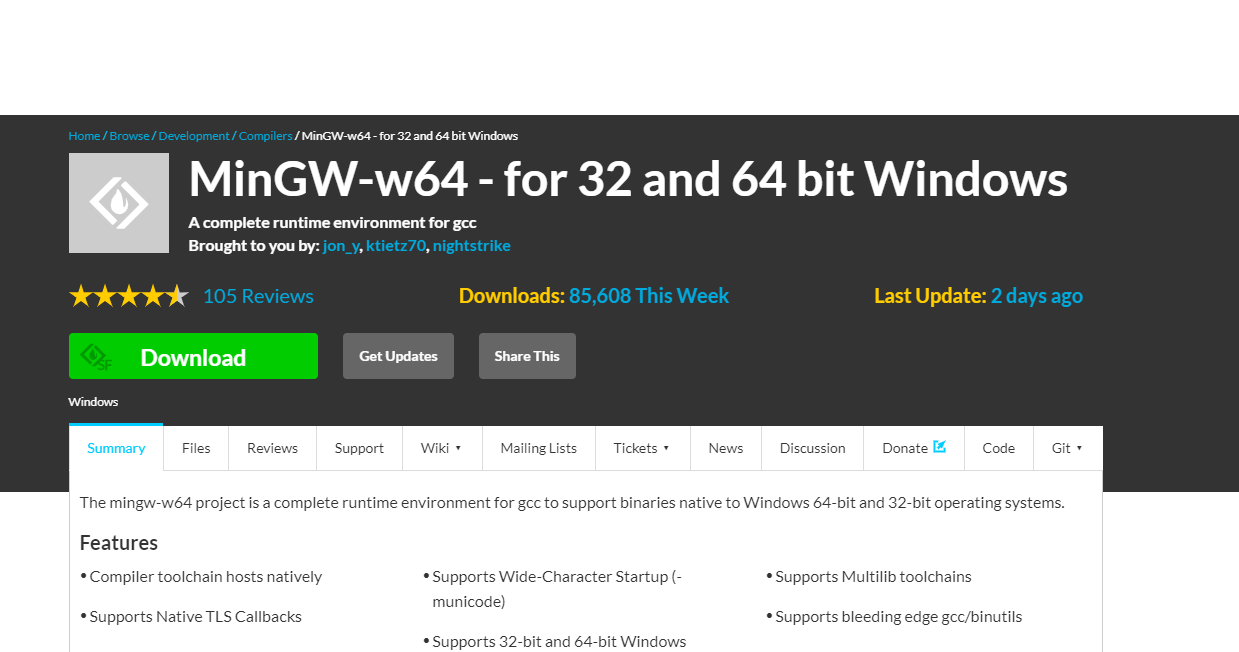 Home / Browse / Development / Compilers / MinGW-w64 - for 32 and 64 bit Windows
MinGW-w64 - for 32 and 64 bit Windows
A complete runtime environment for gcc
Brought to you by: jon_y, ktietz70, nightstrike
105 Reviews
Downloads: 85,608 This Week
Last Update: 2 days ago
SF
Download
Get Updates
Share This
Windows
Summary
Files
Reviews
Support
Wiki ▾
Mailing Lists
Tickets ▾
News
Discussion
Donate
Code
Git ▾
The mingw-w64 project is a complete runtime environment for gcc to support binaries native to Windows 64-bit and 32-bit operating systems.
Features
• Compiler toolchain hosts natively
• Supports Native TLS Callbacks
• Supports Wide-Character Startup (-
municode)
• Supports 32-bit and 64-bit Windows
• Supports Multilib toolchains
• Supports bleeding edge gcc/binutils